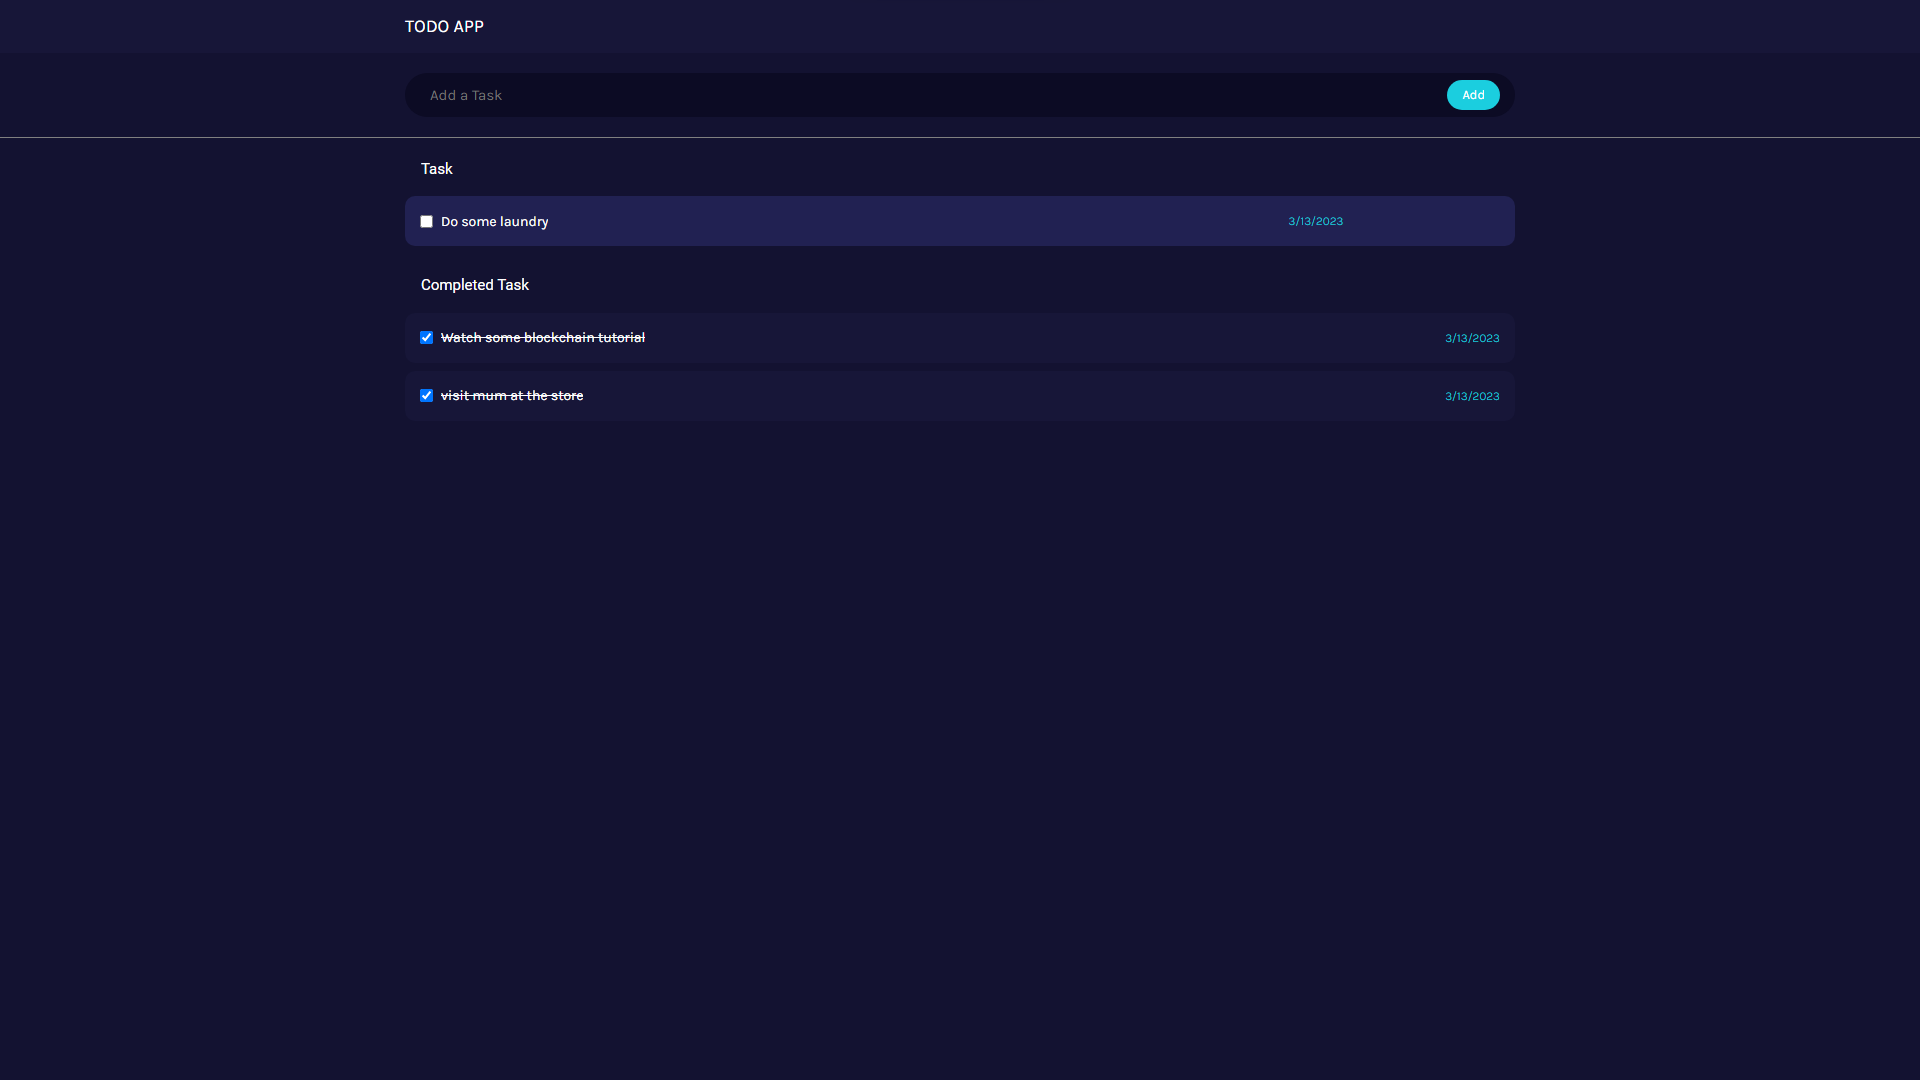 TODO APP
Add a Task
Add
Task
Do some laundry 3/13/2023
Completed Task
Watch some blockchain tutorial 3/13/2023
visit mum at the store 3/13/2023